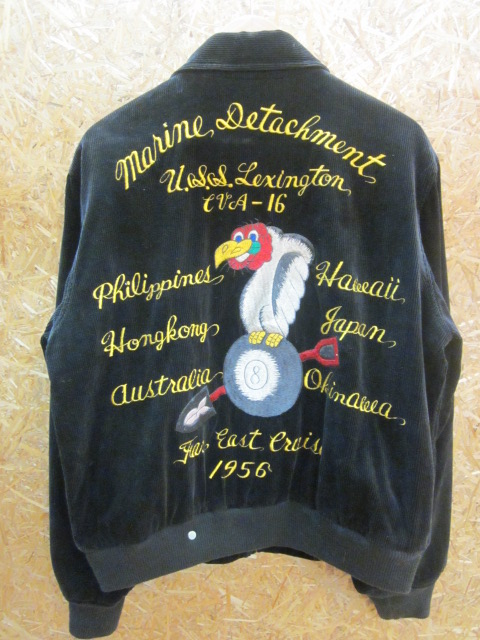 Marine Detachment
U.S.S. Lexington
CVA-16
Philippines Hawaii
Hongkong Japan
Australia Okinawa
8
Far East Cruise
1956